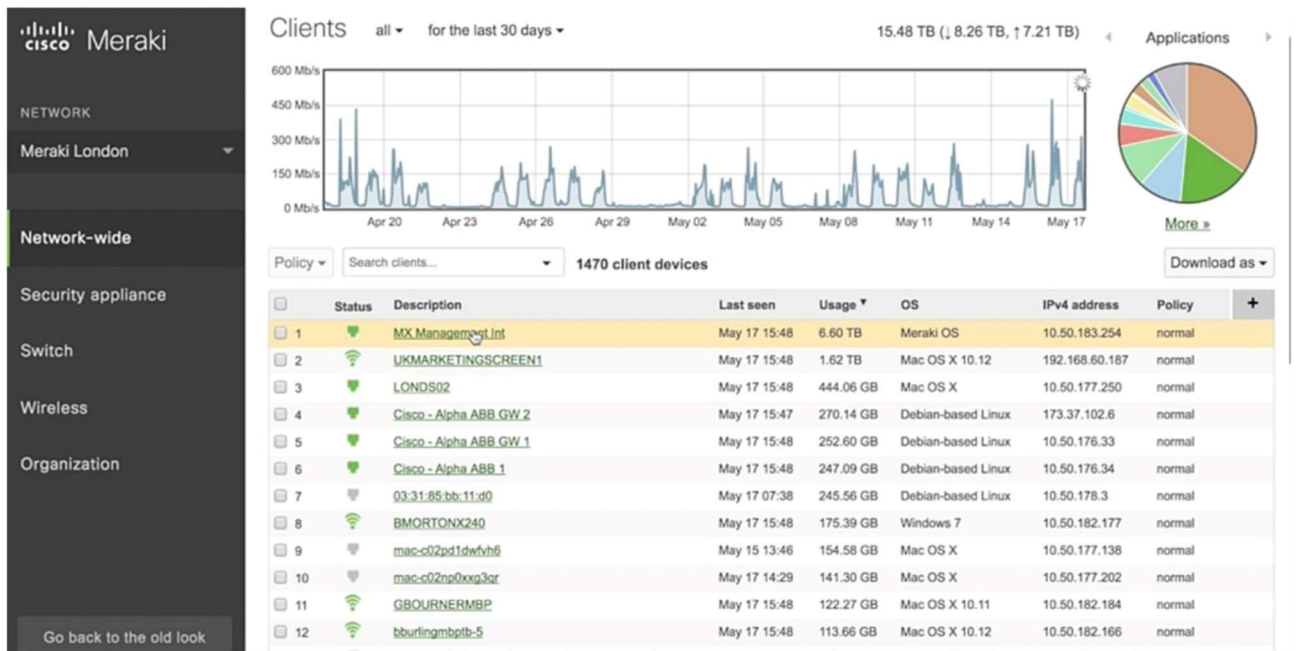 cisco Meraki
NETWORK
Meraki London
Network-wide
Security appliance
Switch
Wireless
Organization
Go back to the old look
Clients all for the last 30 days 15.48 TB (↓ 8.26 TB, ↑ 7.21 TB) Applications
600 Mb/s
450 Mb/s
300 Mb/s
150 Mb/s
0 Mb/s
Apr 20 Apr 23 Apr 26 Apr 29 May 02 May 05 May 08 May 11 May 14 May 17
More »
Policy Search clients... 1470 client devices Download as
Status Description Last seen Usage ▼ OS IPv4 address Policy +
1 MX Management Int May 17 15:48 6.60 TB Meraki OS 10.50.183.254 normal
2 UKMARKETINGSCREEN1 May 17 15:48 1.62 TB Mac OS X 10.12 192.168.60.187 normal
3 LONDS02 May 17 15:48 444.06 GB Mac OS X 10.50.177.250 normal
4 Cisco - Alpha ABB GW 2 May 17 15:47 270.14 GB Debian-based Linux 173.37.102.6 normal
5 Cisco - Alpha ABB GW 1 May 17 15:48 252.60 GB Debian-based Linux 10.50.176.33 normal
6 Cisco - Alpha ABB 1 May 17 15:48 247.09 GB Debian-based Linux 10.50.176.34 normal
7 03:31:85:bb:11:d0 May 17 07:38 245.56 GB Debian-based Linux 10.50.178.3 normal
8 BMORTONX240 May 17 15:48 175.39 GB Windows 7 10.50.182.177 normal
9 mac-c02pd1dwfvh6 May 15 13:46 154.58 GB Mac OS X 10.50.177.138 normal
10 mac-c02np0xxg3qr May 17 14:29 141.30 GB Mac OS X 10.50.177.202 normal
11 GBOURNERMBP May 17 15:48 122.27 GB Mac OS X 10.11 10.50.182.184 normal
12 bburlingmbptb-5 May 17 15:48 113.66 GB Mac OS X 10.12 10.50.182.166 normal